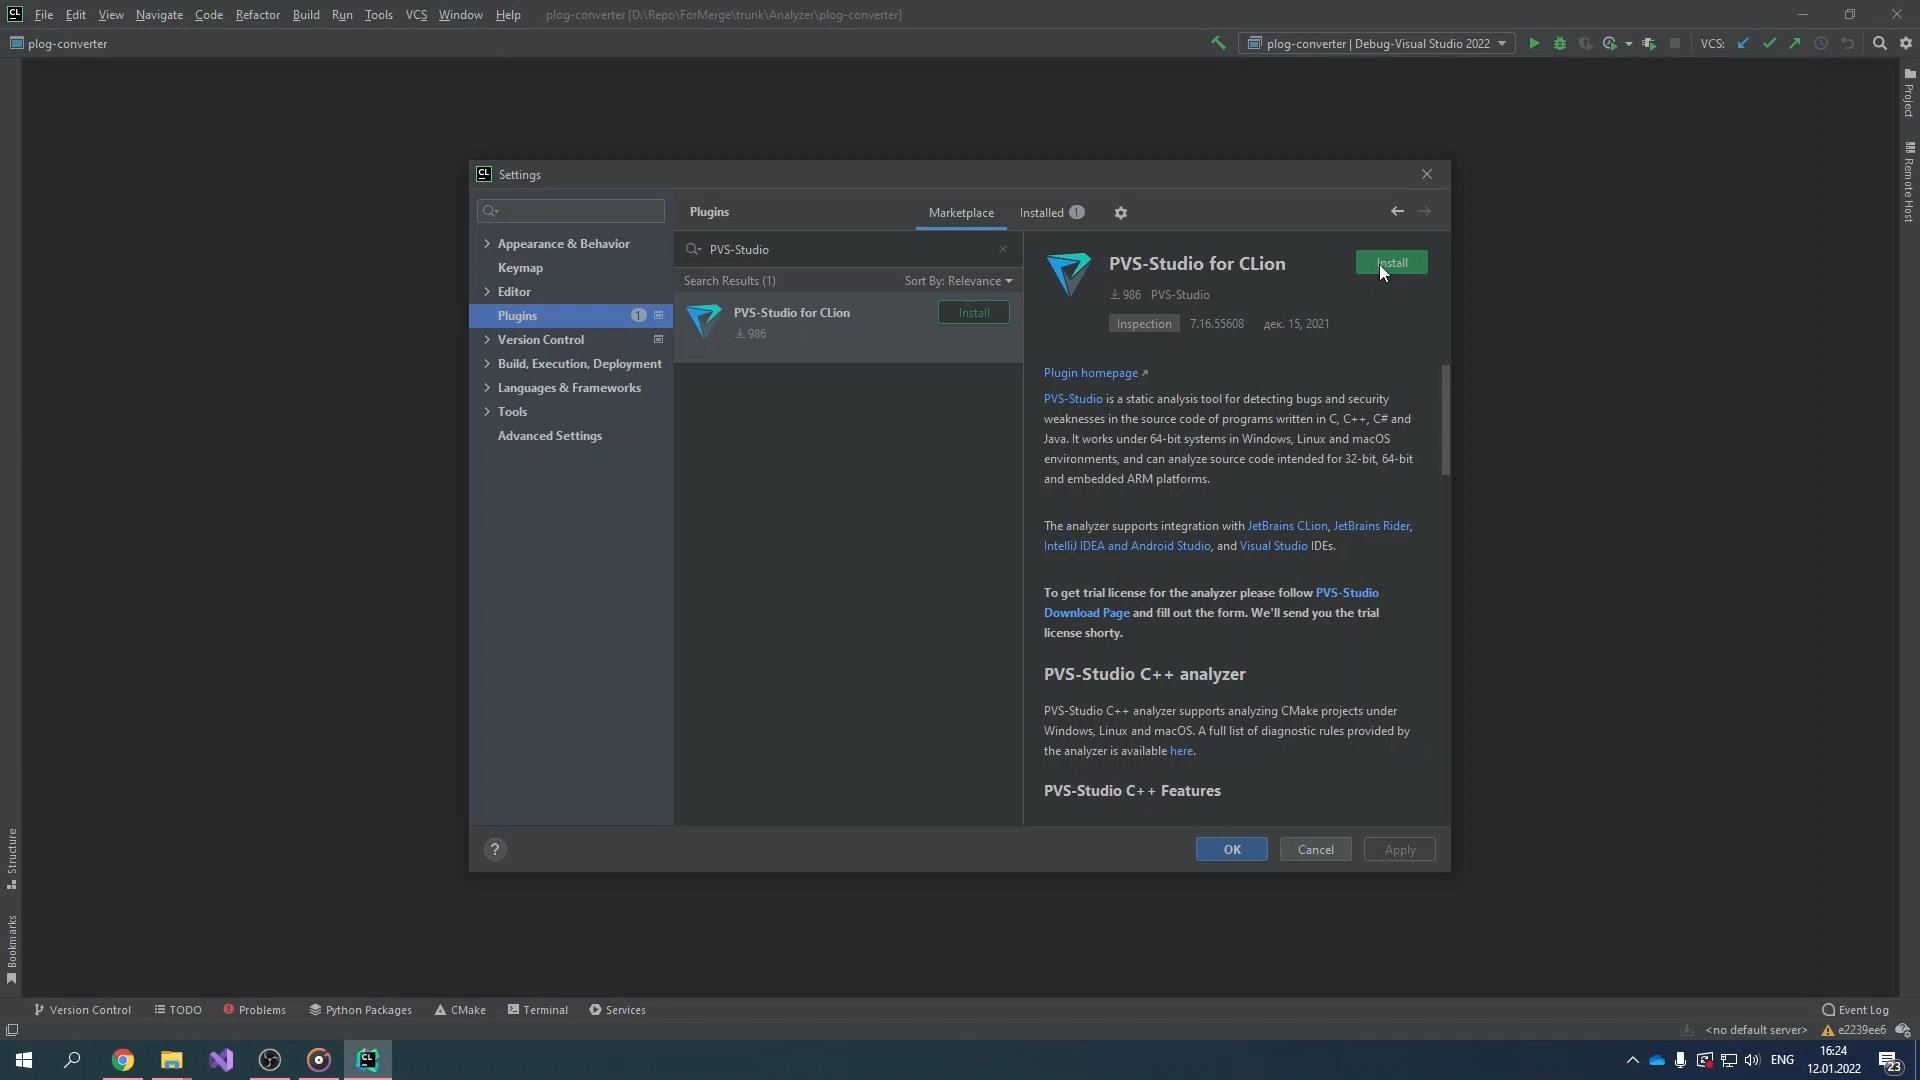 CL File Edit View Navigate Code Refactor Build Run Tools VCS Window Help plog-converter [D:\Repo\ForMerge\trunk\Analyzer\plog-converter]
plog-converter
plog-converter | Debug-Visual Studio 2022
VCS:
Project
Remote Host
CL Settings
Plugins
Marketplace
Installed 1
Appearance & Behavior
Keymap
Editor
Plugins 1
Version Control
Build, Execution, Deployment
Languages & Frameworks
Tools
Advanced Settings
PVS-Studio
Search Results (1)
Sort By: Relevance
PVS-Studio for CLion
Install
986
PVS-Studio for CLion
Install
986 PVS-Studio
Inspection 7.16.55608 дек. 15, 2021
Plugin homepage
PVS-Studio is a static analysis tool for detecting bugs and security
weaknesses in the source code of programs written in C, C++, C# and
Java. It works under 64-bit systems in Windows, Linux and macOS
environments, and can analyze source code intended for 32-bit, 64-bit
and embedded ARM platforms.
The analyzer supports integration with JetBrains CLion, JetBrains Rider,
IntelliJ IDEA and Android Studio, and Visual Studio IDEs.
To get trial license for the analyzer please follow PVS-Studio
Download Page and fill out the form. We'll send you the trial
license shorty.
PVS-Studio C++ analyzer
PVS-Studio C++ analyzer supports analyzing CMake projects under
Windows, Linux and macOS. A full list of diagnostic rules provided by
the analyzer is available here.
PVS-Studio C++ Features
?
OK
Cancel
Apply
Structure
Bookmarks
Version Control
TODO
Problems
Python Packages
CMake
Terminal
Services
Event Log
<no default server>
e2239ee6
CL
ENG
16:24
12.01.2022
23